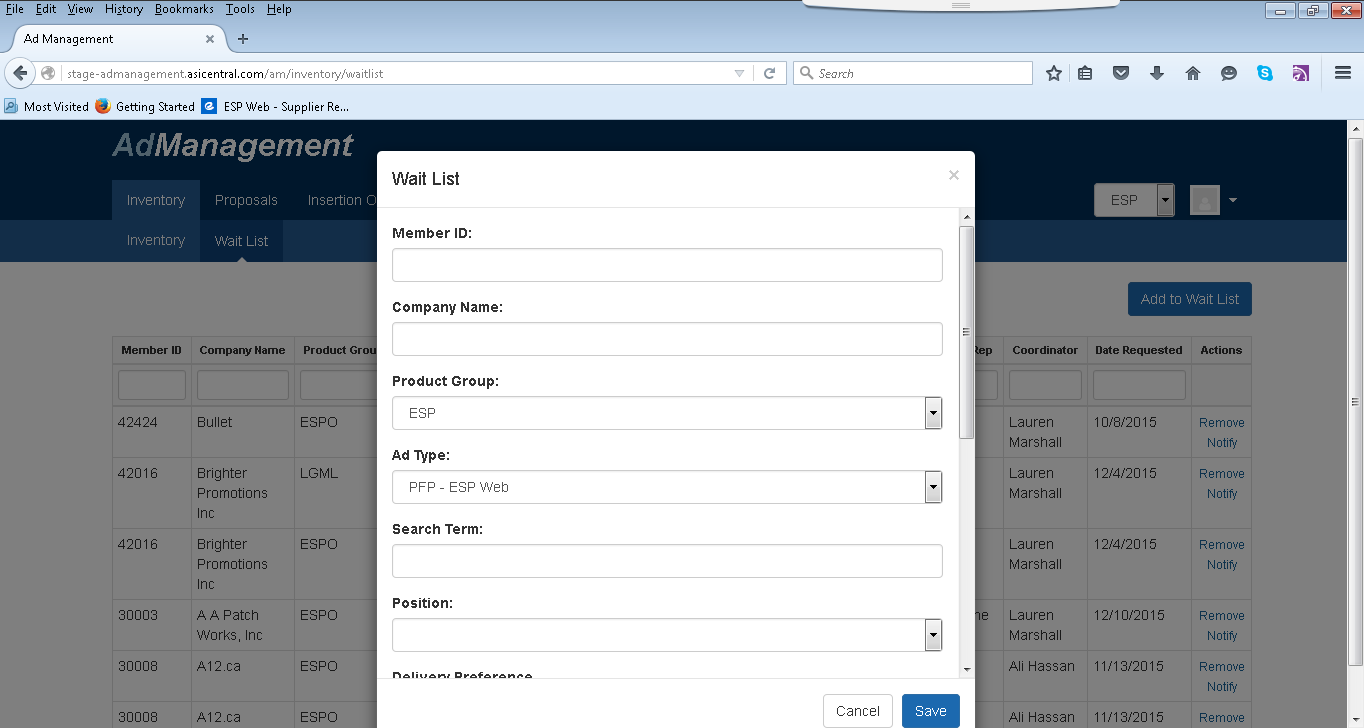 File Edit View History Bookmarks Tools Help
Ad Management × +
stage-admanagement.asicentral.com/am/inventory/waitlist Search
Most Visited Getting Started ESP Web - Supplier Re...
AdManagement
Wait List ×
Inventory Proposals Insertion O ESP
Inventory Wait List
Member ID:
Company Name:
Add to Wait List
Member ID Company Name Product Grou Rep Coordinator Date Requested Actions
Product Group:
ESP
42424 Bullet ESPO Lauren Marshall 10/8/2015 Remove Notify
Ad Type:
PFP - ESP Web
42016 Brighter Promotions Inc LGML Lauren Marshall 12/4/2015 Remove Notify
Search Term:
42016 Brighter Promotions Inc ESPO Lauren Marshall 12/4/2015 Remove Notify
Position:
30003 A A Patch Works, Inc ESPO ne Lauren Marshall 12/10/2015 Remove Notify
Delivery Preference
30008 A12.ca ESPO Ali Hassan 11/13/2015 Remove Notify
30008 A12.ca ESPO Ali Hassan 11/13/2015 Remove
Cancel Save